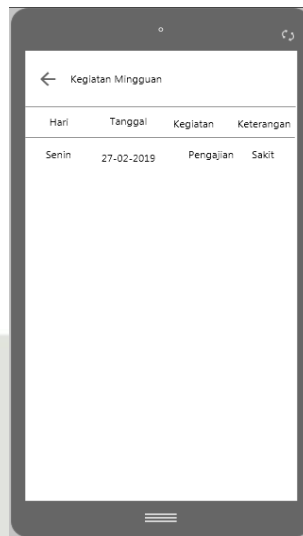 Kegiatan Mingguan
Hari Tanggal Kegiatan Keterangan
Senin 27-02-2019 Pengajian Sakit